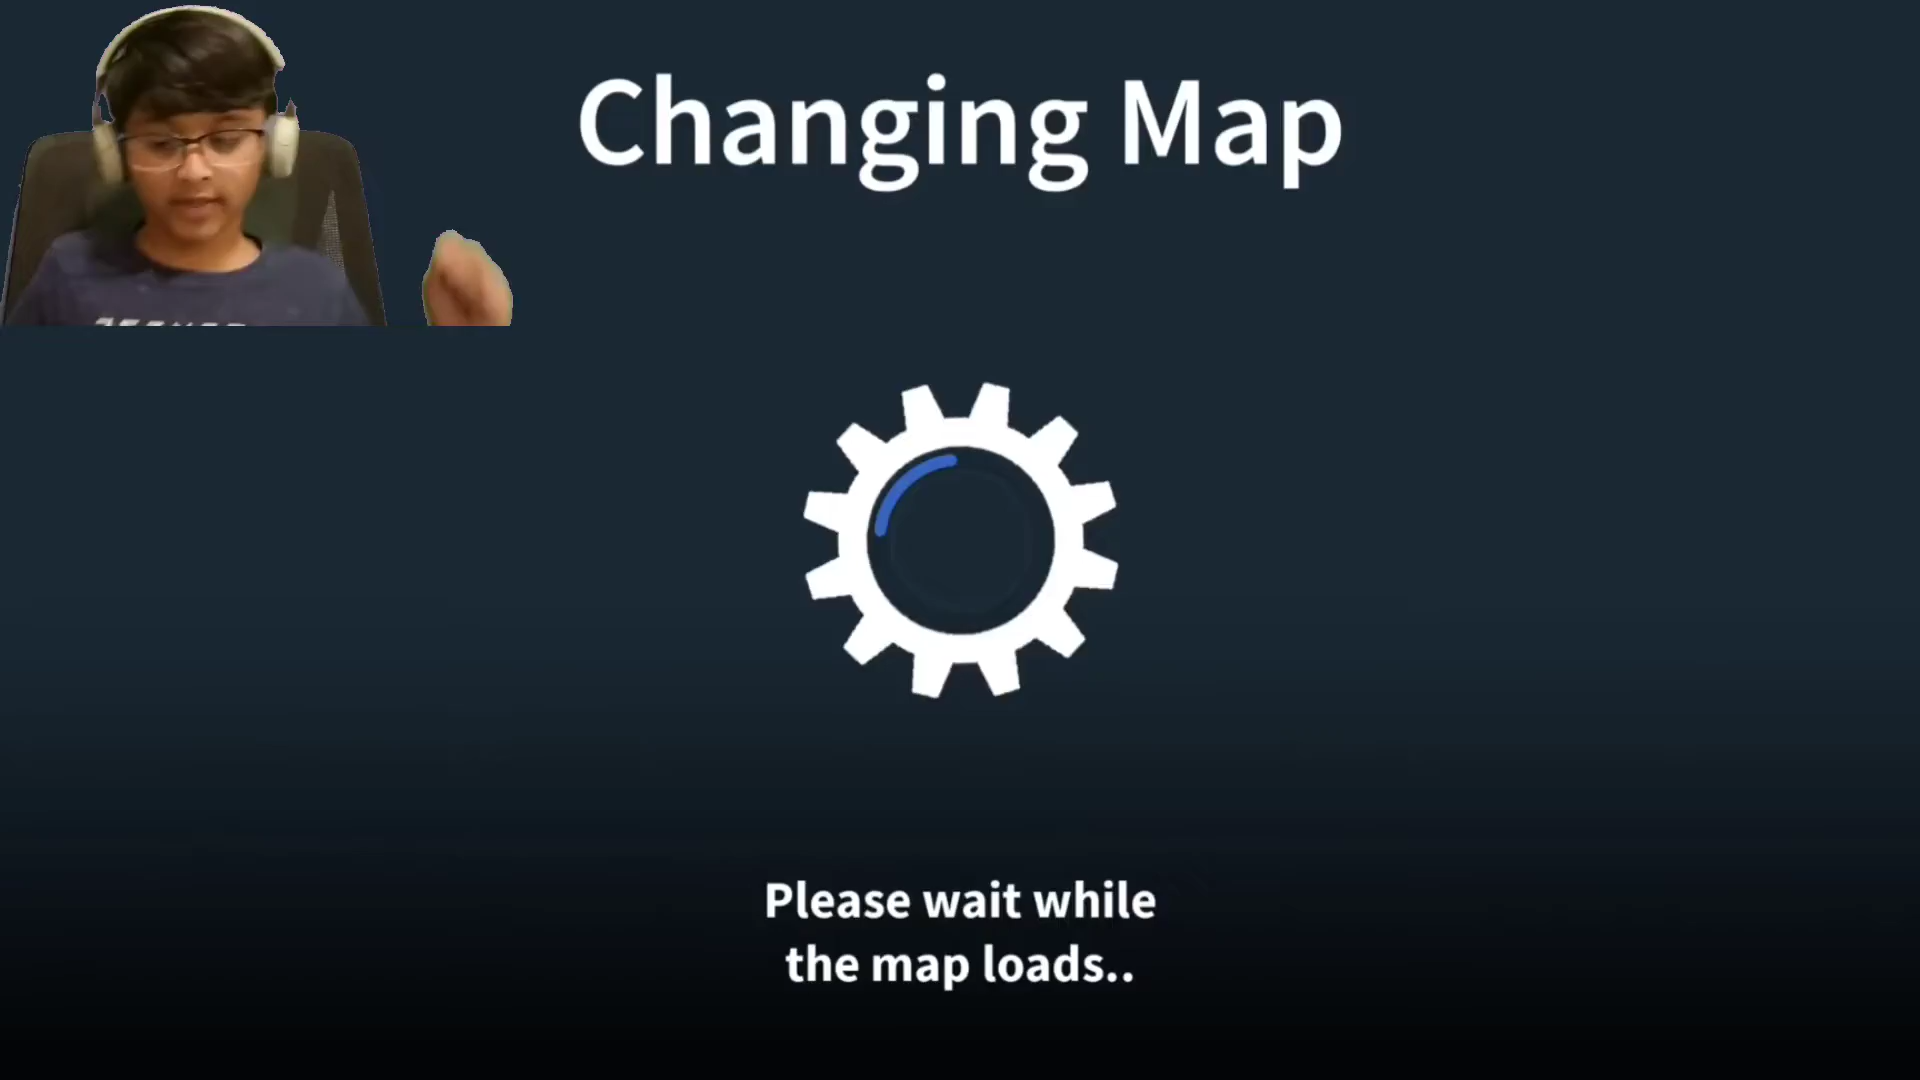 Changing Map
Please wait while
the map loads..